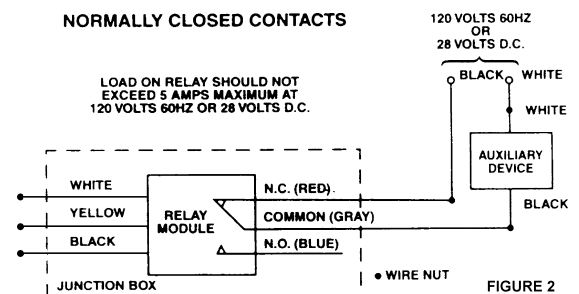 NORMALLY CLOSED CONTACTS
120 VOLTS 60HZ
OR
28 VOLTS D.C.
LOAD ON RELAY SHOULD NOT
EXCEED 5 AMPS MAXIMUM AT
120 VOLTS 60HZ OR 28 VOLTS D.C.
BLACK
WHITE
WHITE
AUXILIARY
DEVICE
BLACK
WHITE
YELLOW
BLACK
RELAY
MODULE
N.C. (RED).
COMMON (GRAY)
N.O. (BLUE)
JUNCTION BOX
WIRE NUT
FIGURE 2